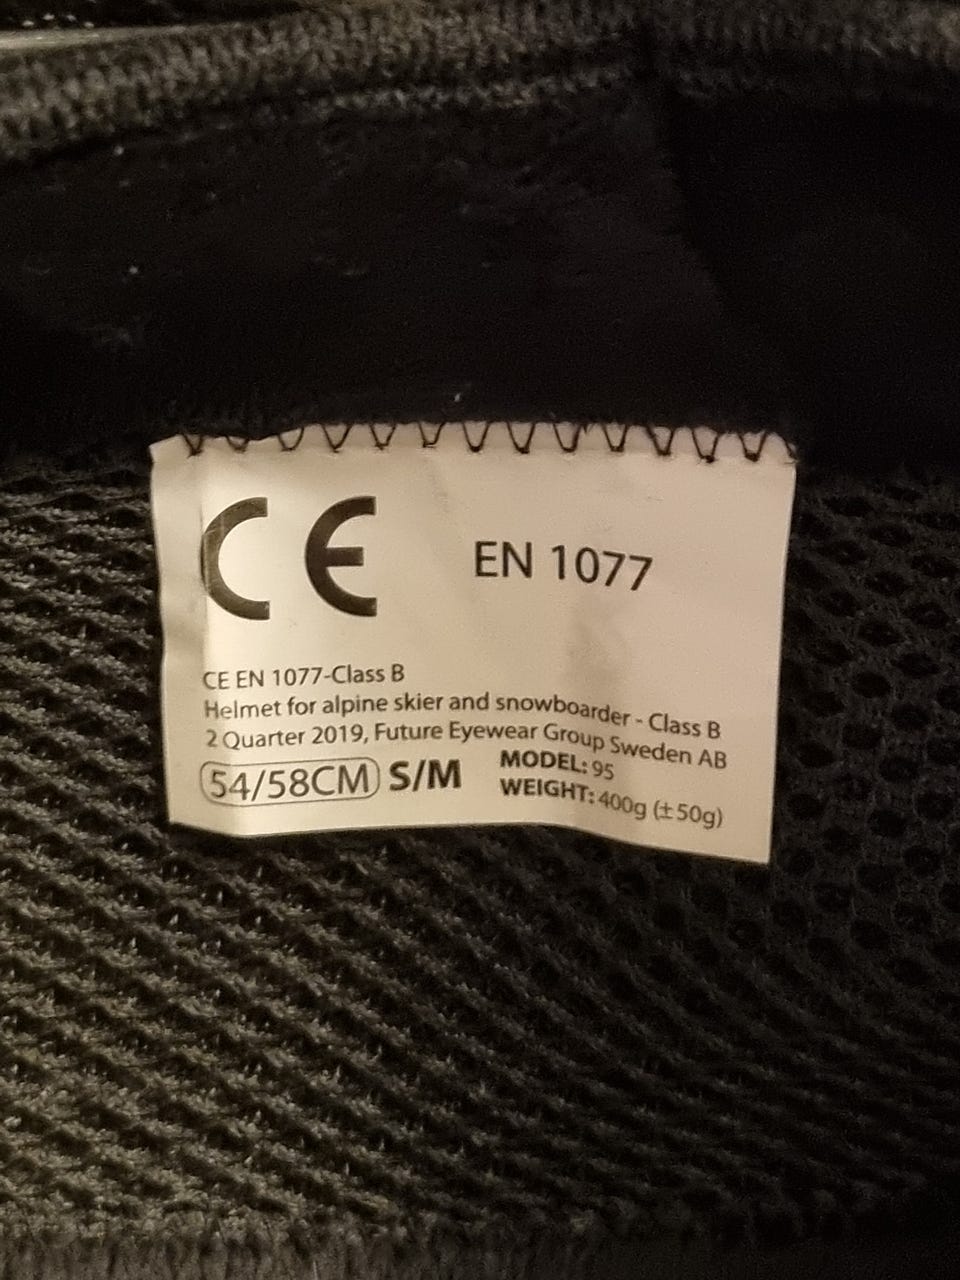 CE EN 1077
CE EN 1077-Class B
Helmet for alpine skier and snowboarder - Class B
2 Quarter 2019, Future Eyewear Group Sweden AB
54/58CM S/M MODEL: 95
WEIGHT: 400g (±50g)